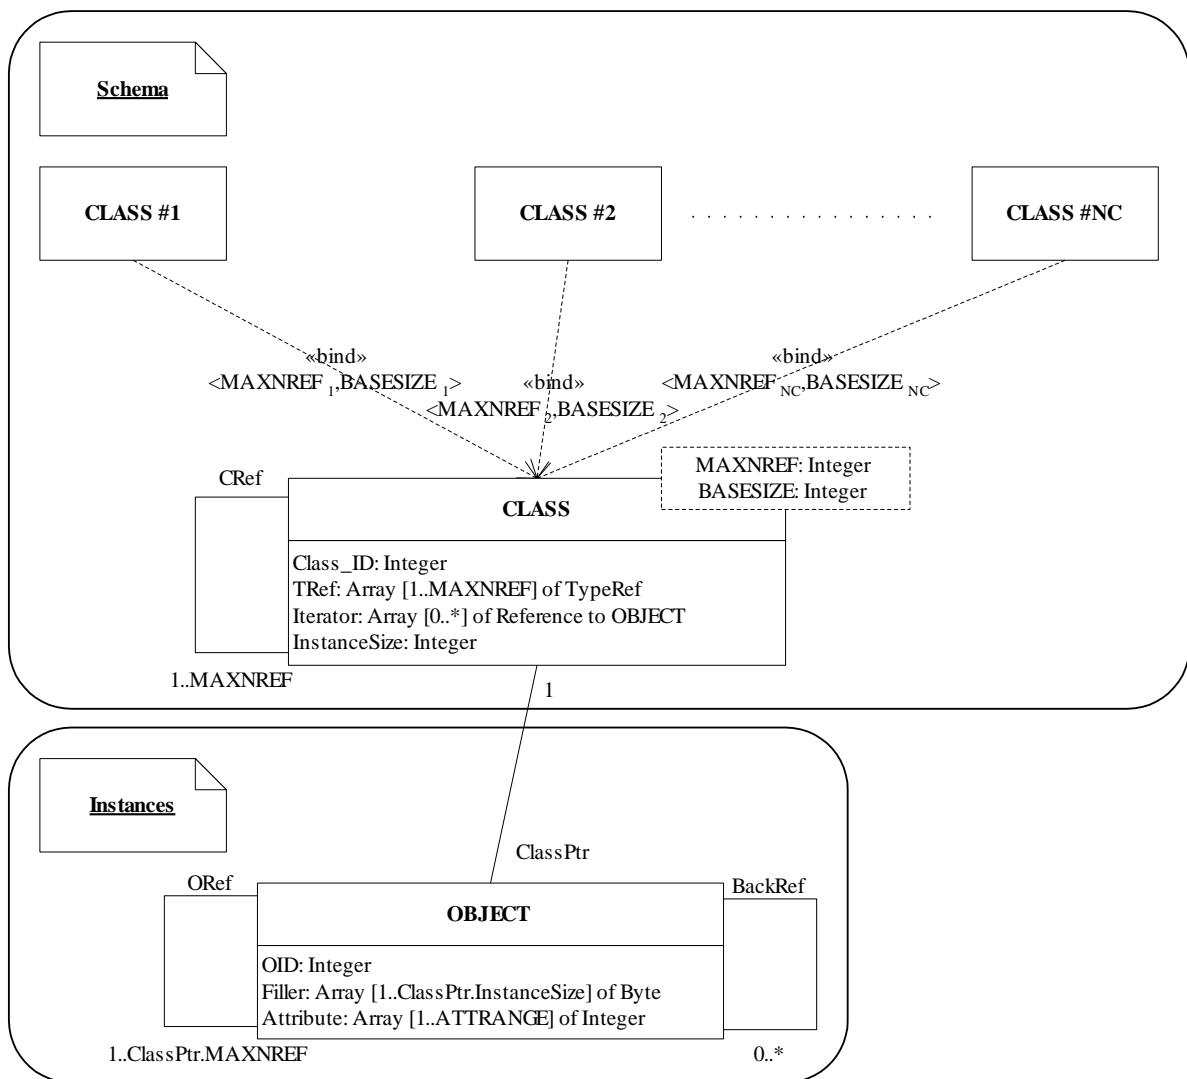 Schema
CLASS #1
CLASS #2
. . . . . . . . . . . . . . . .
CLASS #NC
«bind»
<MAXNREF 1,BASESIZE 1>
«bind»
<MAXNREF 2,BASESIZE 2>
«bind»
<MAXNREF NC,BASESIZE NC>
MAXNREF: Integer
BASESIZE: Integer
CRef
CLASS
Class_ID: Integer
TRef: Array [1..MAXNREF] of TypeRef
Iterator: Array [0..*] of Reference to OBJECT
InstanceSize: Integer
1..MAXNREF
1
Instances
ClassPtr
ORef
BackRef
OBJECT
OID: Integer
Filler: Array [1..ClassPtr.InstanceSize] of Byte
Attribute: Array [1..ATTRANGE] of Integer
1..ClassPtr.MAXNREF
0..*